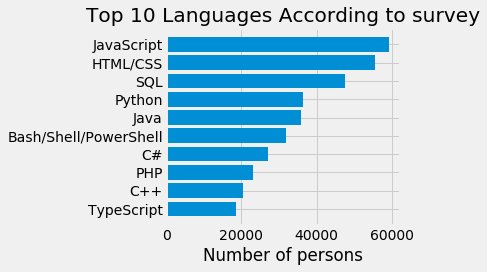 Top 10 Languages According to survey
JavaScript
HTML/CSS
SQL
Python
Java
Bash/Shell/PowerShell
C#
PHP
C++
TypeScript
0 20000 40000 60000
Number of persons